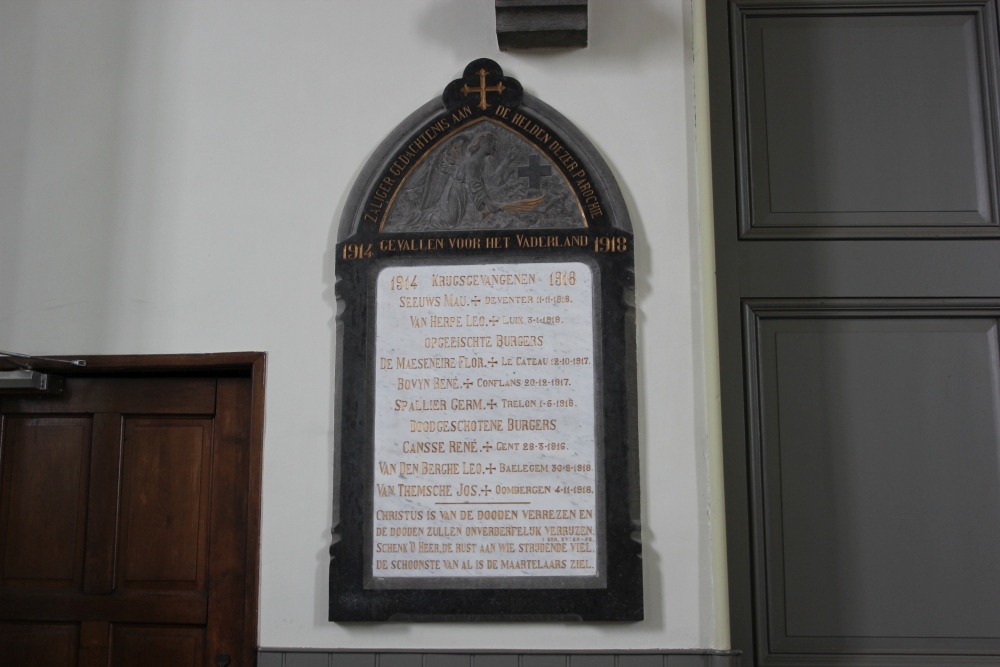 ZALIGER GEDACHTENIS AAN DE HELDEN DEZER PAROCHIE
1914 GEVALLEN VOOR HET VADERLAND 1918
1914 KRIJGSGEVANGENEN 1918
SEEUWS MAU. + DEVENTER 11-11-1918.
VAN HERPE LEO. + LUIK 3-1-1919.
OPGEEISCHTE BURGERS
DE MAESENEIRE FLOR. + LE CATEAU 12-10-1917.
BOVYN RENÉ. + CONFLANS 20-12-1917.
SPALLIER GERM. + TRELON 1-5-1918.
DOODGESCHOTENE BURGERS
CANSSE RENÉ. + GENT 28-3-1916.
VAN DEN BERGHE LEO. + BAELEGEM 30-8-1918.
VAN THEMSCHE JOS. + OOMBERGEN 4-11-1918.
CHRISTUS IS VAN DE DOODEN VERREZEN EN
DE DOODEN ZULLEN ONVERDERFELIJK VERRIJZEN.
SCHENK 'O HEER, DE RUST AAN WIE STRIJDENDE VIEL.
DE SCHOONSTE VAN AL IS DE MAARTELAARS ZIEL.